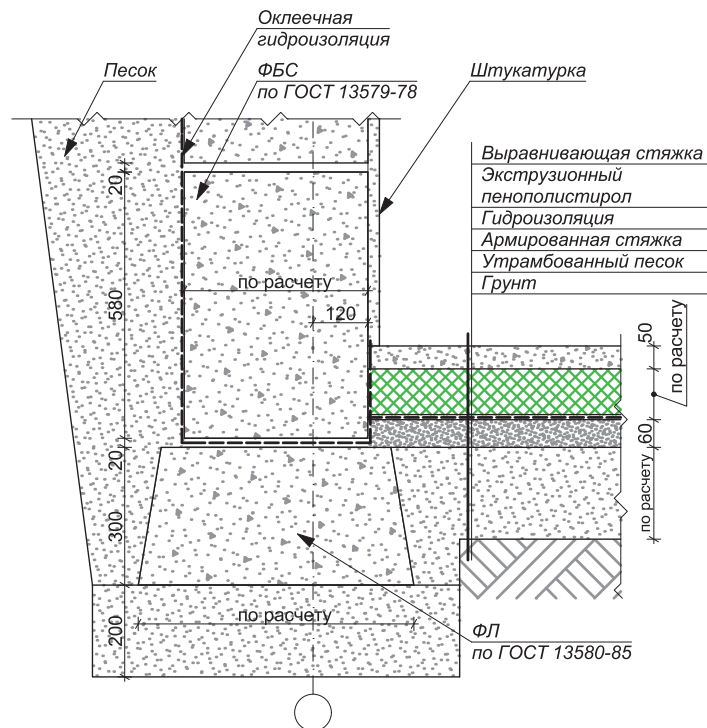 Оклеечная
гидроизоляция
Песок
ФБС
по ГОСТ 13579-78
Штукатурка
Выравнивающая стяжка
Экструзионный
пенополистирол
Гидроизоляция
Армированная стяжка
Утрамбованный песок
Грунт
20
580
20
300
200
по расчету
120
50
по расчету
60
по расчету
по расчету
ФЛ
по ГОСТ 13580-85